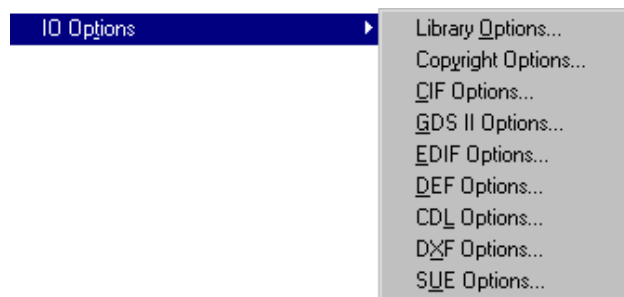 IO Options
Library Options...
Copyright Options...
CIF Options...
GDS II Options...
EDIF Options...
DEF Options...
CDL Options...
DXF Options...
SUE Options...